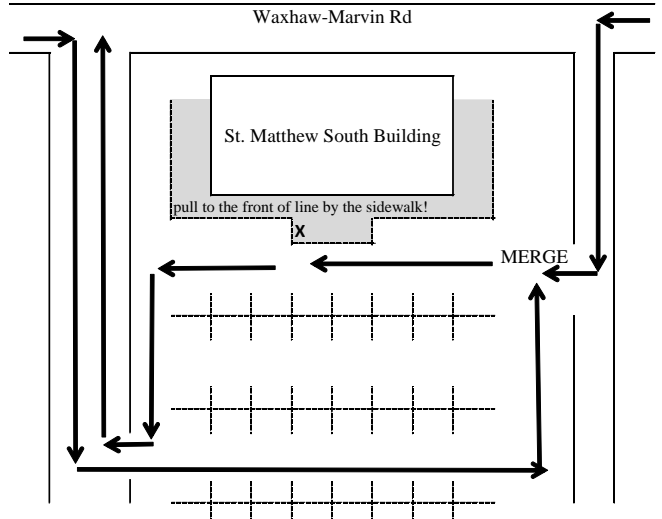 Waxhaw-Marvin Rd
St. Matthew South Building
pull to the front of line by the sidewalk!
X
MERGE